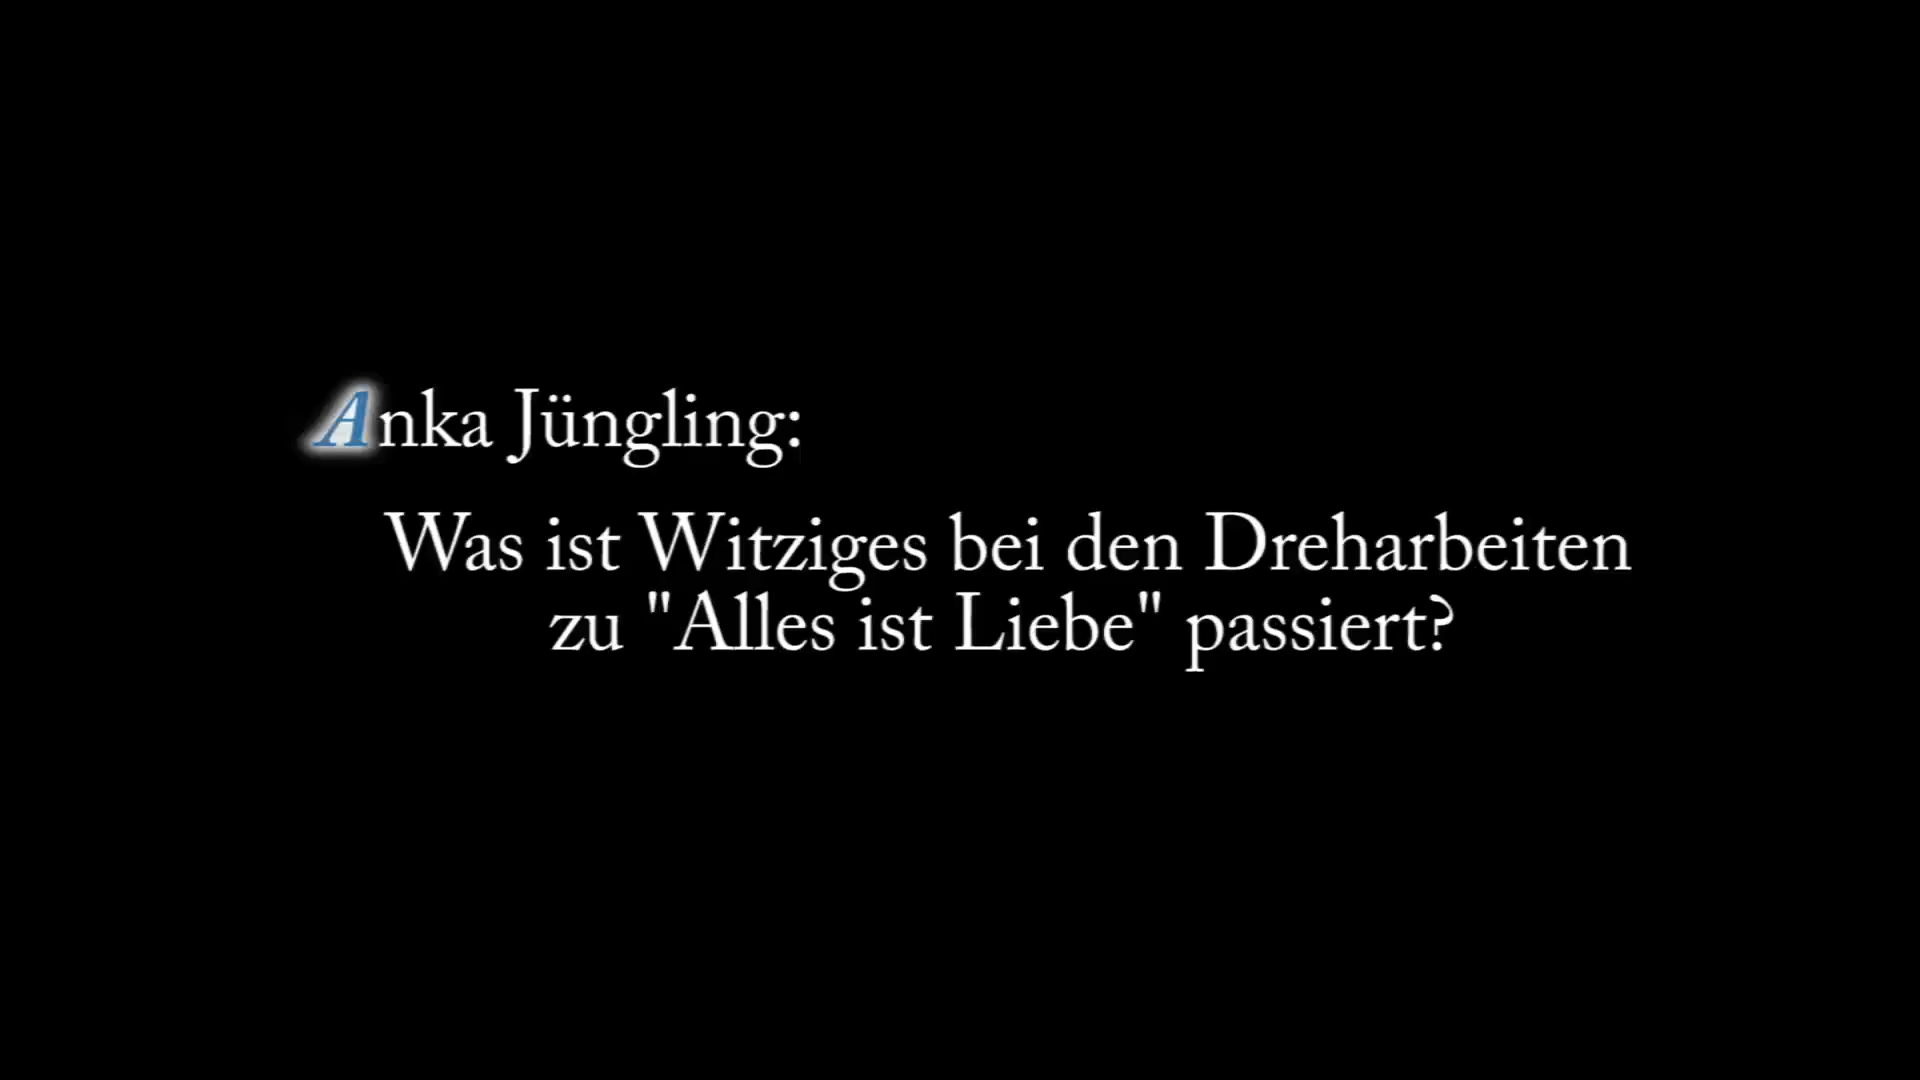 Anka Jüngling:
Was ist Witziges bei den Dreharbeiten
zu "Alles ist Liebe" passiert?